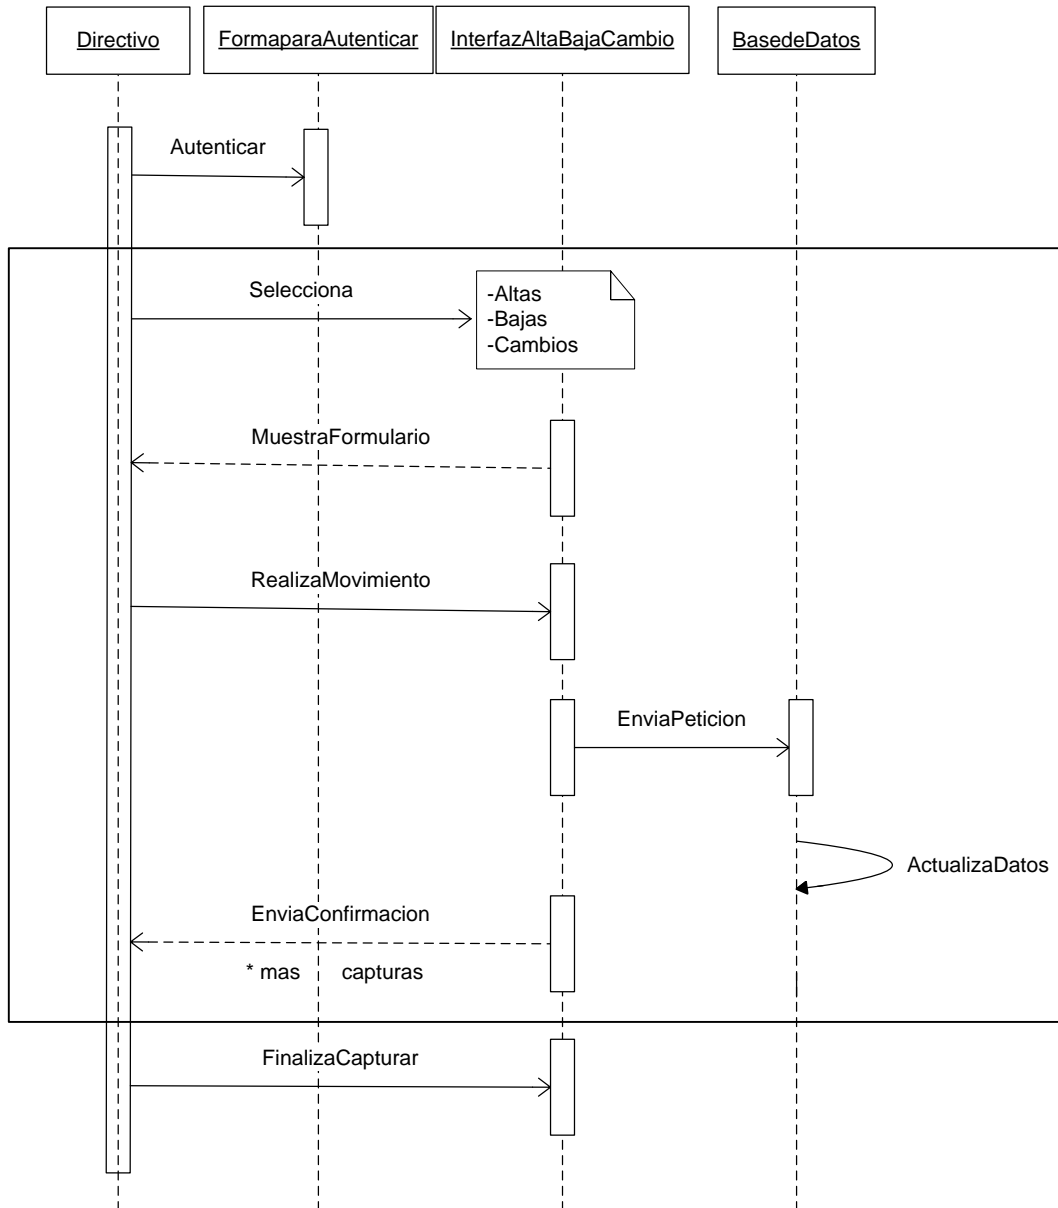 Directivo
FormaparaAutenticar
InterfazAltaBajaCambio
BasedeDatos
Autenticar
Selecciona
-Altas
-Bajas
-Cambios
MuestraFormulario
RealizaMovimiento
EnviaPeticion
ActualizaDatos
EnviaConfirmacion
* mas capturas
FinalizaCapturar